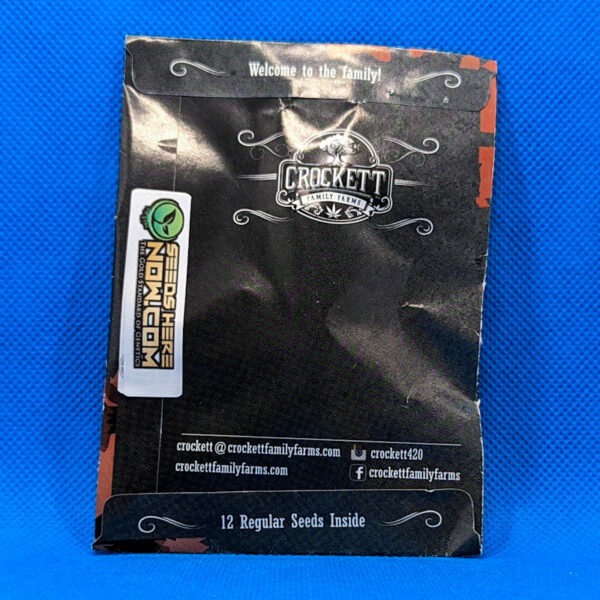 Welcome to the family!
CROCKETT
FAMILY FARMS
SEEDS HERE
NOW.COM
THE GOLD STANDARD OF GENETICS
crockett@crockettfamilyfarms.com
crockett420
crockettfamilyfarms.com
crockettfamilyfarms
12 Regular Seeds Inside